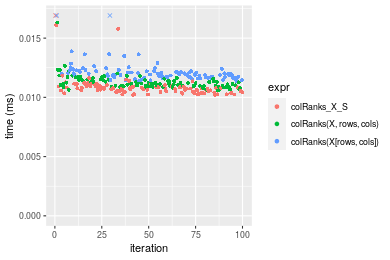 0.015
0.010
0.005
0.000
time (ms)
0
25
50
75
100
iteration
expr
colRanks_X_S
colRanks(X, rows, cols)
colRanks(X[rows, cols])